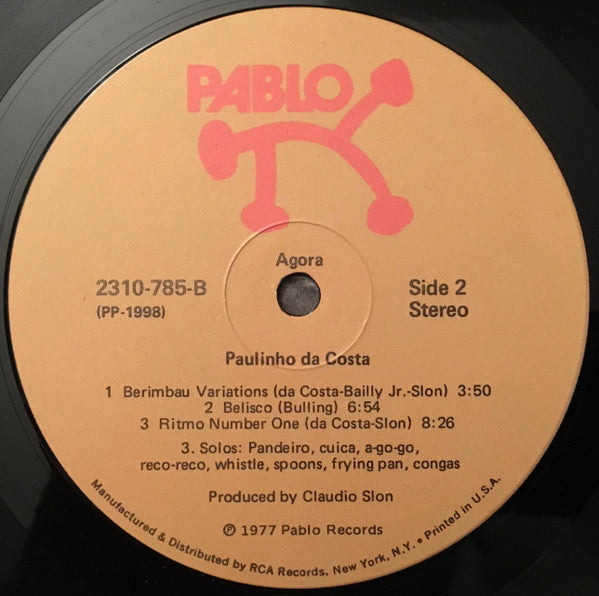 PABLO
Agora
2310-785-B
(PP-1998)
Side 2
Stereo
Paulinho da Costa
1 Berimbau Variations (da Costa-Bailly Jr.-Slon) 3:50
2 Belisco (Bulling) 6:54
3 Ritmo Number One (da Costa-Slon) 8:26
3. Solos: Pandeiro, cuica, a-go-go,
reco-reco, whistle, spoons, frying pan, congas
Produced by Claudio Slon
℗ 1977 Pablo Records
Manufactured & Distributed by RCA Records, New York, N.Y. • Printed in U.S.A.